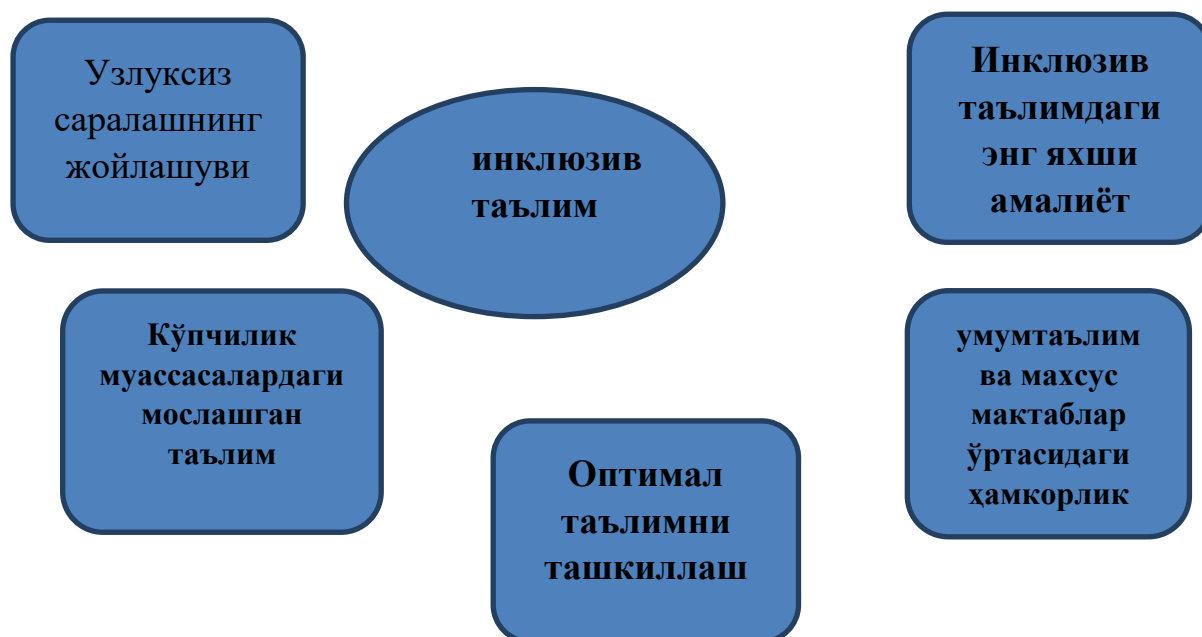 Узлуксиз
саралашнинг
жойлашуви
инклюзив
таълим
Инклюзив
таълимдаги
энг яхши
амалиёт
Кўпчилик
муассасалардаги
мослашган
таълим
умумтаълим
ва махсус
мактаблар
ўртасидаги
ҳамкорлик
Оптимал
таълимни
ташкиллаш